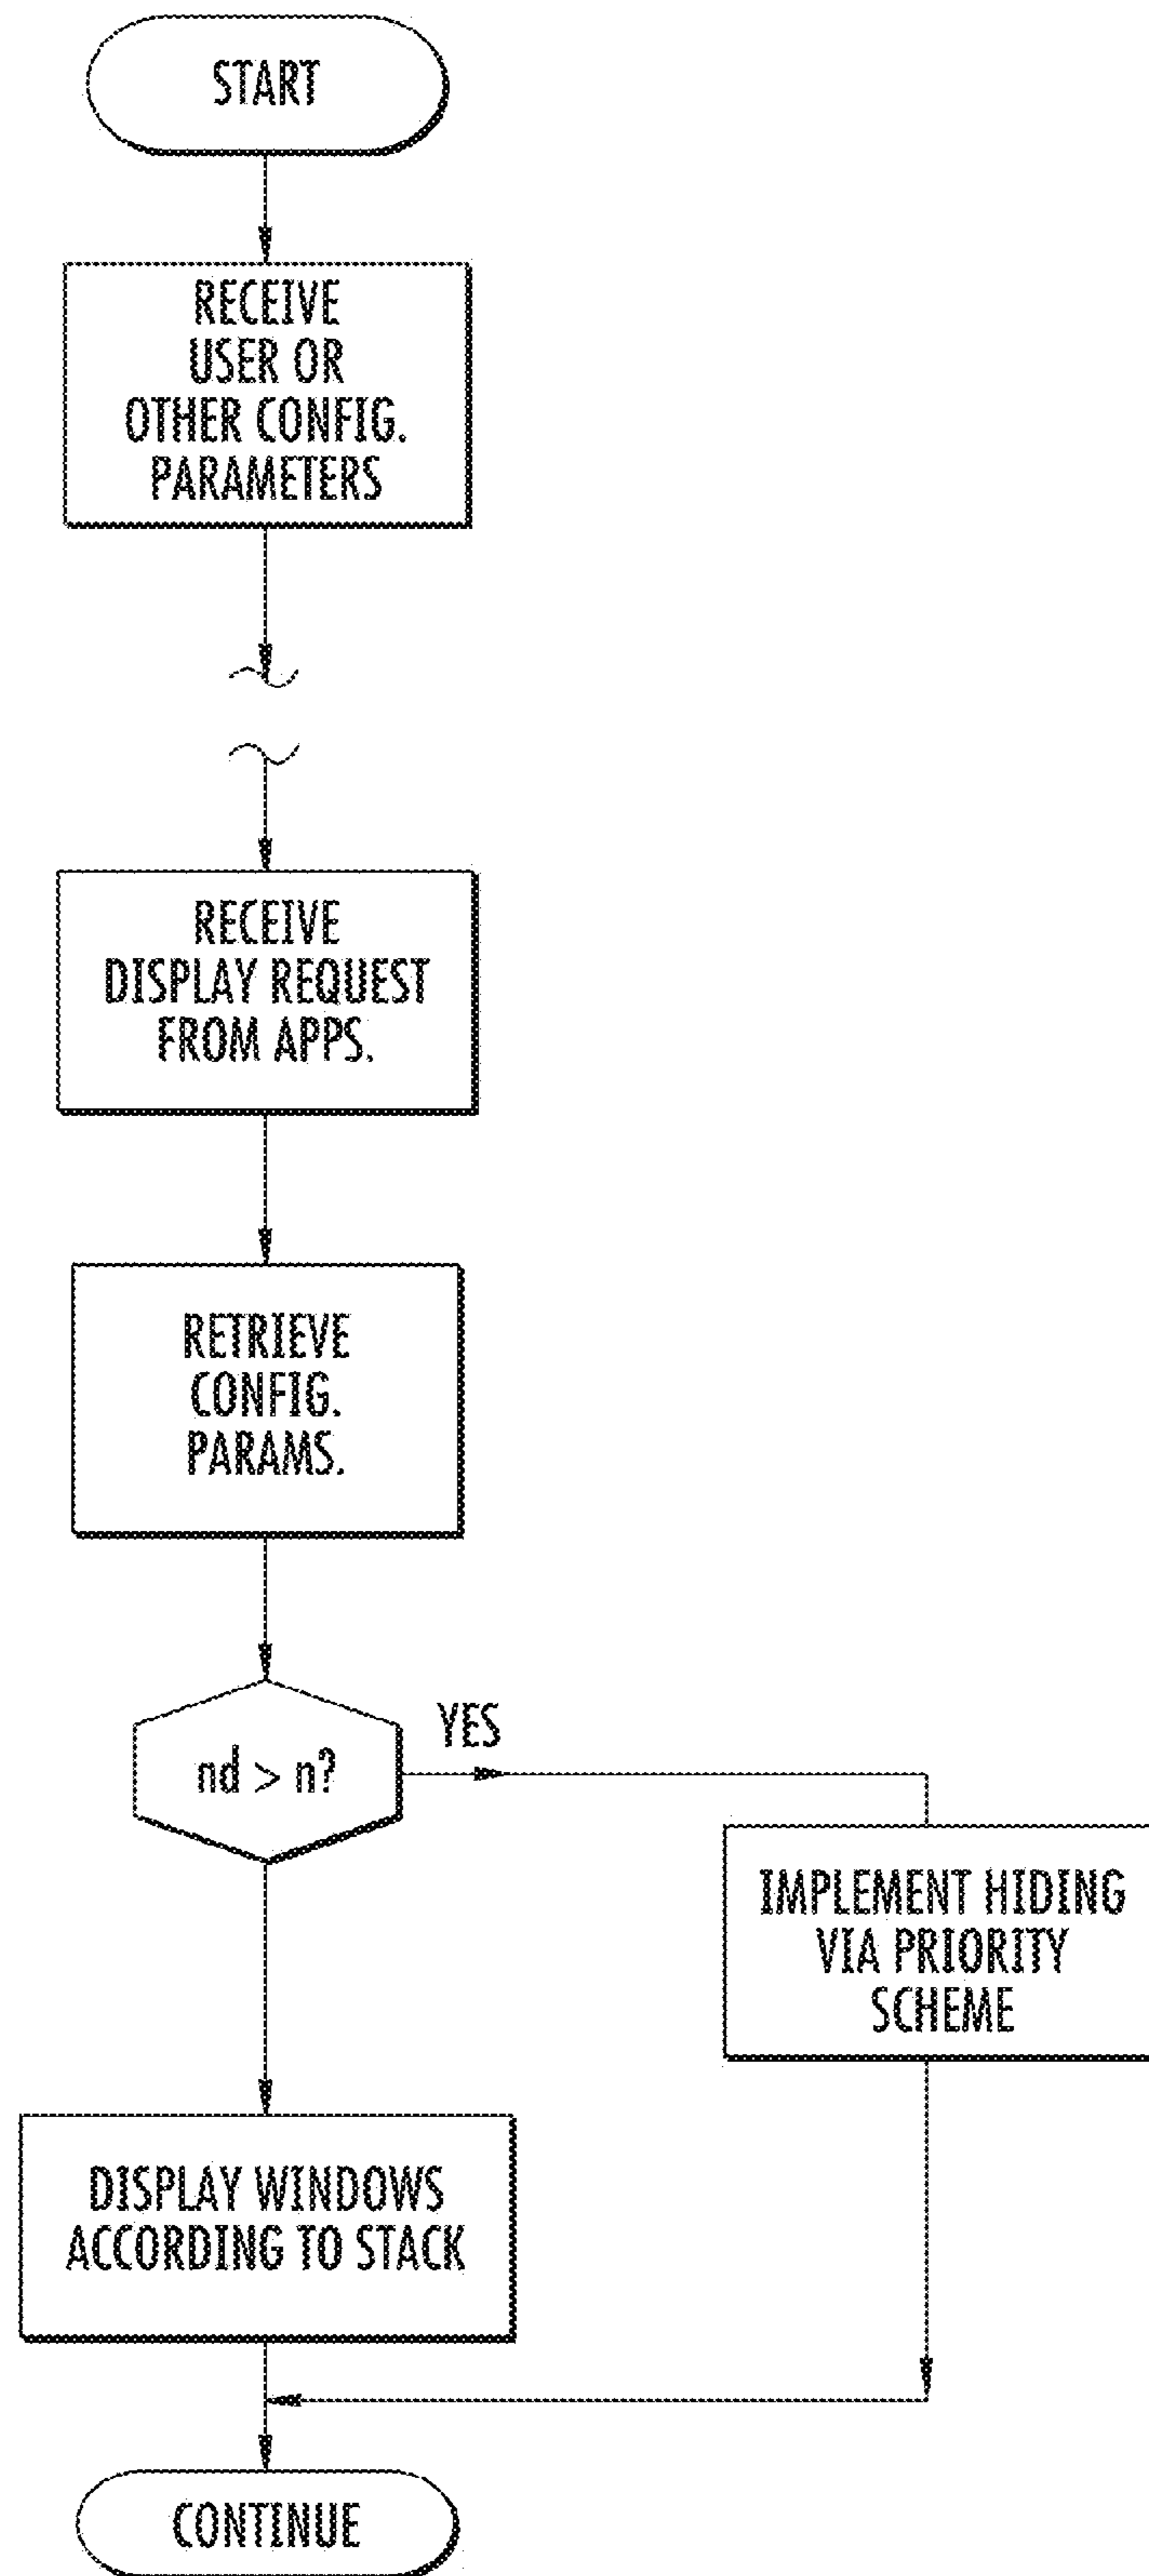 START
RECEIVE
USER OR
OTHER CONFIG.
PARAMETERS
RECEIVE
DISPLAY REQUEST
FROM APPS.
RETRIEVE
CONFIG.
PARAMS.
nd > n?
YES
IMPLEMENT HIDING
VIA PRIORITY
SCHEME
DISPLAY WINDOWS
ACCORDING TO STACK
CONTINUE